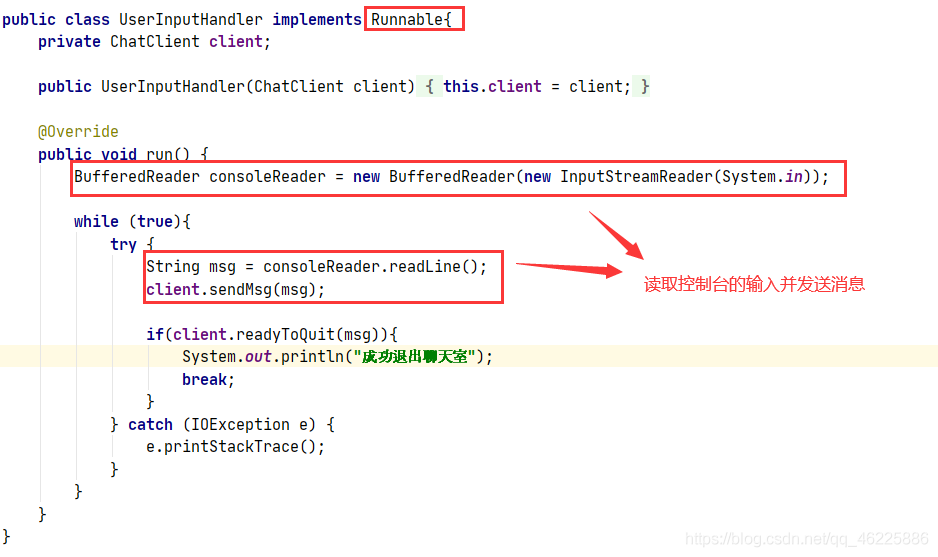 public class UserInputHandler implements Runnable{
private ChatClient client;
public UserInputHandler(ChatClient client) { this.client = client; }
@Override
public void run() {
BufferedReader consoleReader = new BufferedReader(new InputStreamReader(System.in));
while (true){
try {
String msg = consoleReader.readLine();
client.sendMsg(msg);
读取控制台的输入并发送消息
if(client.readyToQuit(msg)){
System.out.println("成功退出聊天室");
break;
}
} catch (IOException e) {
e.printStackTrace();
}
}
}
}
https://blog.csdn.net/qq_46225886